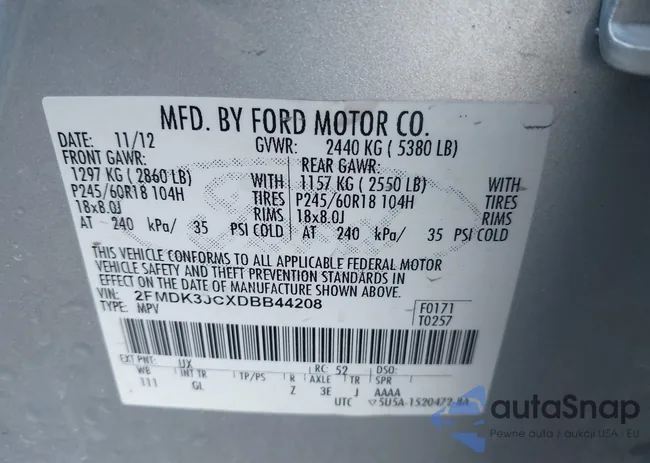 MFD. BY FORD MOTOR CO.
DATE: 11/12 GVWR: 2440 KG ( 5380 LB)
FRONT GAWR: REAR GAWR:
1297 KG ( 2860 LB) WITH 1157 KG ( 2550 LB) WITH
P245/60R18 104H TIRES P245/60R18 104H TIRES
18x8.0J RIMS 18x8.0J RIMS
AT 240 kPa/ 35 PSI COLD AT 240 kPa/ 35 PSI COLD
THIS VEHICLE CONFORMS TO ALL APPLICABLE FEDERAL MOTOR
VEHICLE SAFETY AND THEFT PREVENTION STANDARDS IN
EFFECT ON THE DATE OF MANUFACTURE SHOWN ABOVE.
VIN: 2FMDK3JCXDBB44208 F0171
TYPE: MPV T0257
EXT PNT: UX RC: 52 DSO:
WB INT TR TP/PS R AXLE TR SPR
111 GL Z 3E J AAAA
UTC ▽5U5A-1520472-AA
autaSnap
Pewne auta z aukcji USA i EU